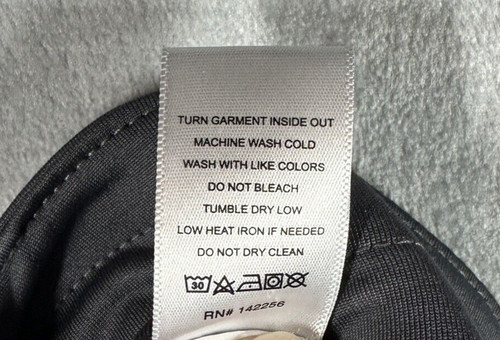 TURN GARMENT INSIDE OUT
MACHINE WASH COLD
WASH WITH LIKE COLORS
DO NOT BLEACH
TUMBLE DRY LOW
LOW HEAT IRON IF NEEDED
DO NOT DRY CLEAN
30
RN# 142256